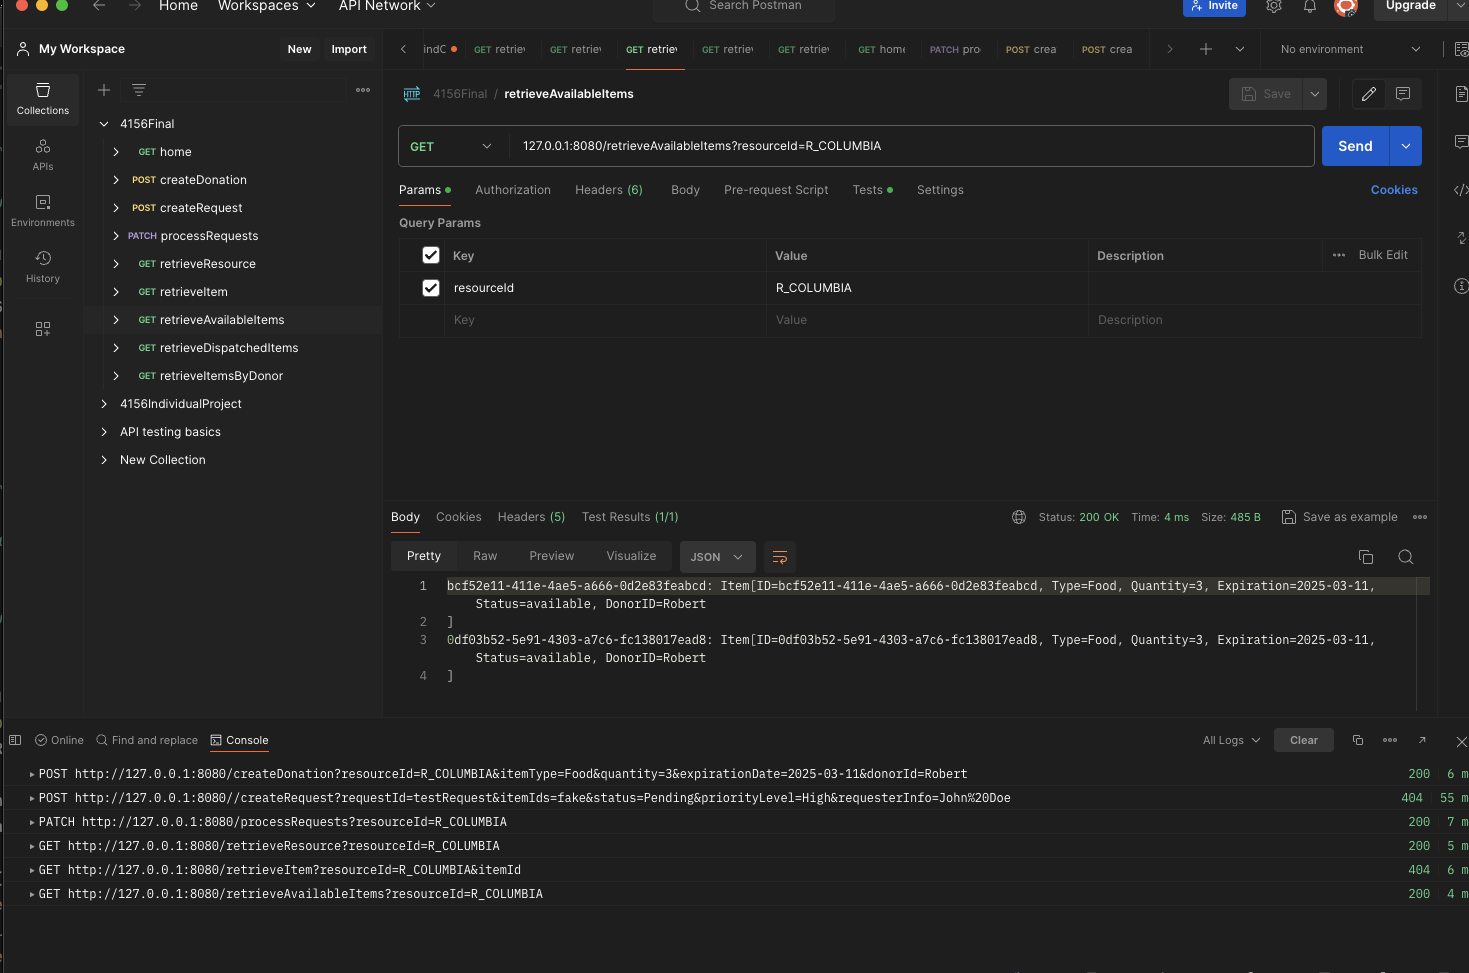 Home Workspaces API Network Search Postman Invite Upgrade
My Workspace New Import
indC GET retrie GET retrie GET retrie GET retrie GET retrie GET home PATCH pro POST crea POST crea No environment
Collections
APIs
Environments
History
4156Final
GET home
POST createDonation
POST createRequest
PATCH processRequests
GET retrieveResource
GET retrieveItem
GET retrieveAvailableItems
GET retrieveDispatchedItems
GET retrieveItemsByDonor
4156IndividualProject
API testing basics
New Collection
HTTP 4156Final / retrieveAvailableItems Save
GET 127.0.0.1:8080/retrieveAvailableItems?resourceId=R_COLUMBIA Send
Params Authorization Headers (6) Body Pre-request Script Tests Settings Cookies
Query Params
Key Value Description Bulk Edit
resourceId R_COLUMBIA
Key Value Description
Body Cookies Headers (5) Test Results (1/1) Status: 200 OK Time: 4 ms Size: 485 B Save as example
Pretty Raw Preview Visualize JSON
1 bcf52e11-411e-4ae5-a666-0d2e83feabcd: Item[ID=bcf52e11-411e-4ae5-a666-0d2e83feabcd, Type=Food, Quantity=3, Expiration=2025-03-11,
Status=available, DonorID=Robert
2 ]
3 0df03b52-5e91-4303-a7c6-fc138017ead8: Item[ID=0df03b52-5e91-4303-a7c6-fc138017ead8, Type=Food, Quantity=3, Expiration=2025-03-11,
Status=available, DonorID=Robert
4 ]
Online Find and replace Console All Logs Clear
POST http://127.0.0.1:8080/createDonation?resourceId=R_COLUMBIA&itemType=Food&quantity=3&expirationDate=2025-03-11&donorId=Robert 200 6 m
POST http://127.0.0.1:8080//createRequest?requestId=testRequest&itemIds=fake&status=Pending&priorityLevel=High&requesterInfo=John%20Doe 404 55 m
PATCH http://127.0.0.1:8080/processRequests?resourceId=R_COLUMBIA 200 7 m
GET http://127.0.0.1:8080/retrieveResource?resourceId=R_COLUMBIA 200 5 m
GET http://127.0.0.1:8080/retrieveItem?resourceId=R_COLUMBIA&itemId 404 6 m
GET http://127.0.0.1:8080/retrieveAvailableItems?resourceId=R_COLUMBIA 200 4 m